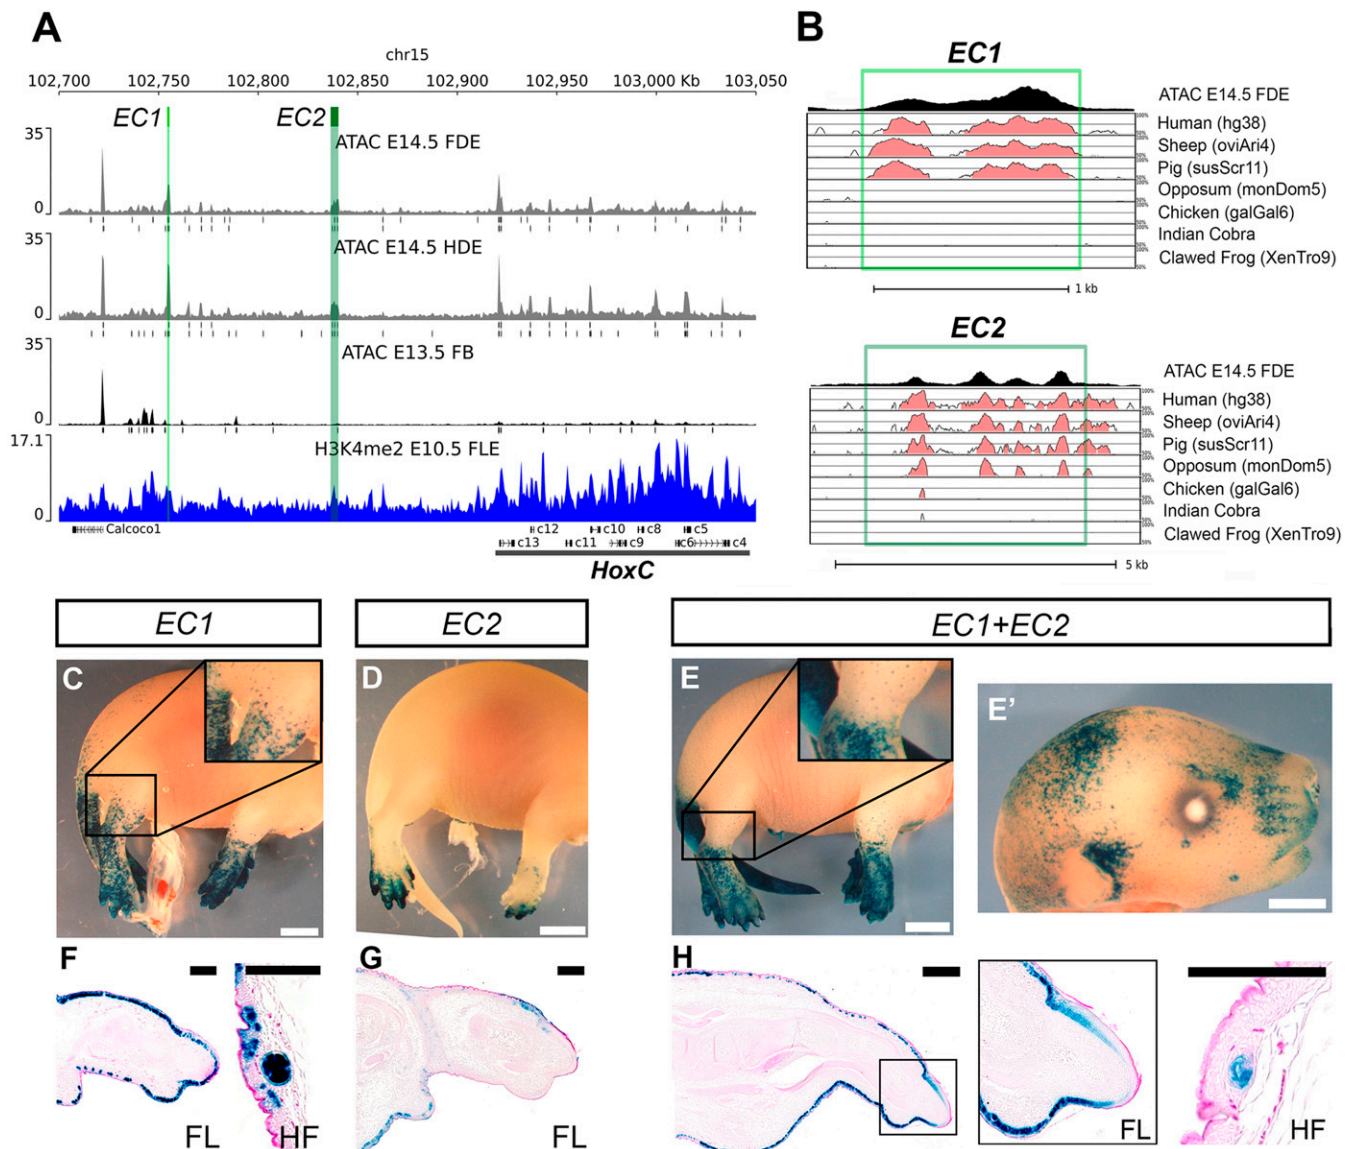 A
chr15
102,700 102,750 102,800 102,850 102,900 102,950 103,000 Kb 103,050
EC1 EC2
35
ATAC E14.5 FDE
0
35
ATAC E14.5 HDE
0
35
ATAC E13.5 FB
0
17.1
H3K4me2 E10.5 FLE
0
Calcoco1
c12 c10 c8 c5
c13 c11 c9 c6 c4
HoxC
B
EC1
ATAC E14.5 FDE
Human (hg38)
Sheep (oviAri4)
Pig (susScr11)
Opposum (monDom5)
Chicken (galGal6)
Indian Cobra
Clawed Frog (XenTro9)
1 kb
EC2
ATAC E14.5 FDE
Human (hg38)
Sheep (oviAri4)
Pig (susScr11)
Opposum (monDom5)
Chicken (galGal6)
Indian Cobra
Clawed Frog (XenTro9)
5 kb
EC1
EC2
EC1+EC2
C
D
E
E’
F
FL
HF
G
FL
H
FL
HF